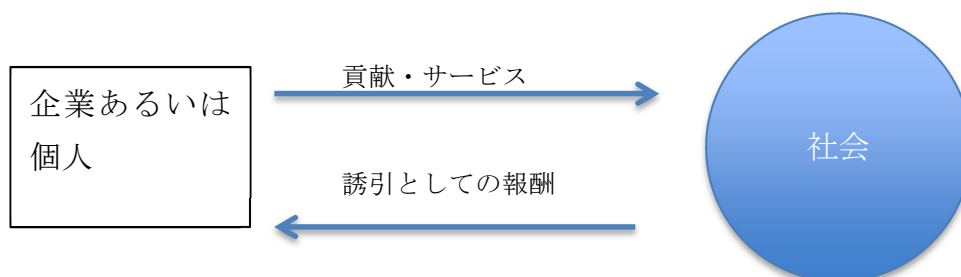 貢献・サービス
企業あるいは
個人
社会
誘引としての報酬